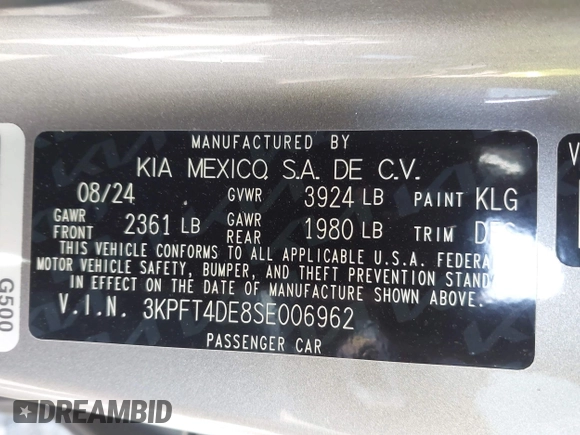 MANUFACTURED BY
KIA MEXICO S.A. DE C.V.
08/24 GVWR 3924 LB PAINT KLG
GAWR FRONT 2361 LB GAWR REAR 1980 LB TRIM
THIS VEHICLE CONFORMS TO ALL APPLICABLE U.S.A. FEDERA
MOTOR VEHICLE SAFETY, BUMPER, AND THEFT PREVENTION STAND
IN EFFECT ON THE DATE OF MANUFACTURE SHOWN ABOVE.
V.I.N. 3KPFT4DE8SE006962
PASSENGER CAR
G500
V
DREAMBID